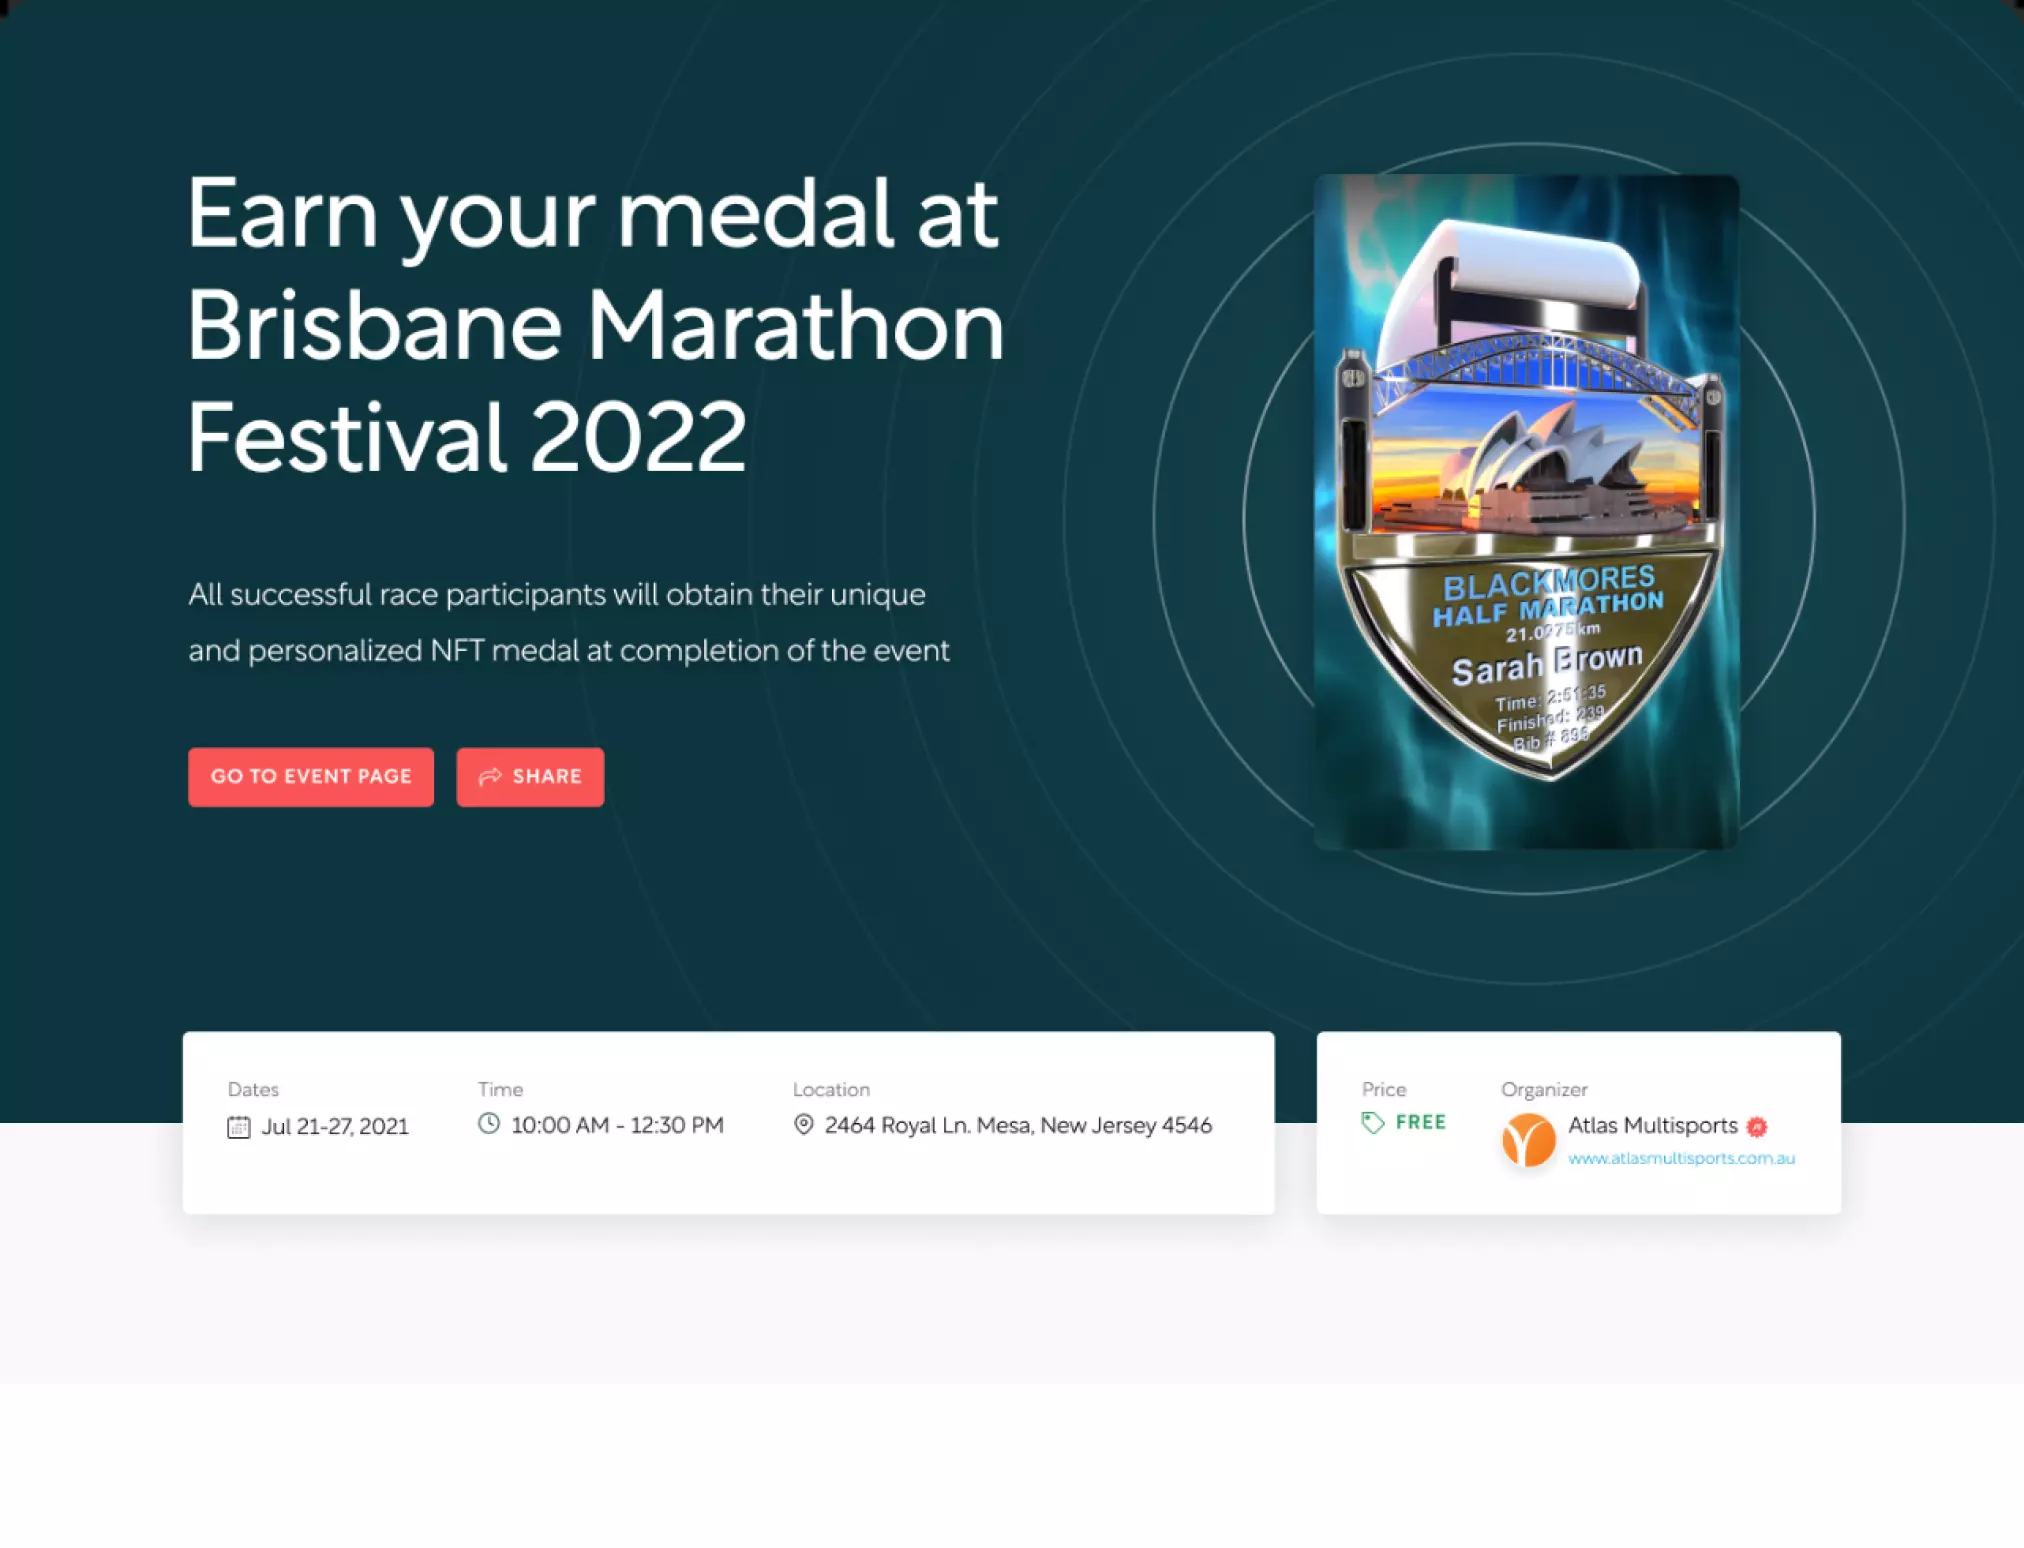 Earn your medal at
Brisbane Marathon
Festival 2022
All successful race participants will obtain their unique
and personalized NFT medal at completion of the event
GO TO EVENT PAGE
SHARE
BLACKMORES
HALF MARATHON
21.0975 km
Sarah Brown
Time: 2:51:35
Finished: 239
Bib #
Dates
Jul 21-27, 2021
Time
10:00 AM - 12:30 PM
Location
2464 Royal Ln. Mesa, New Jersey 4546
Price
FREE
Organizer
Atlas Multisports
www.atlasmultisports.com.au